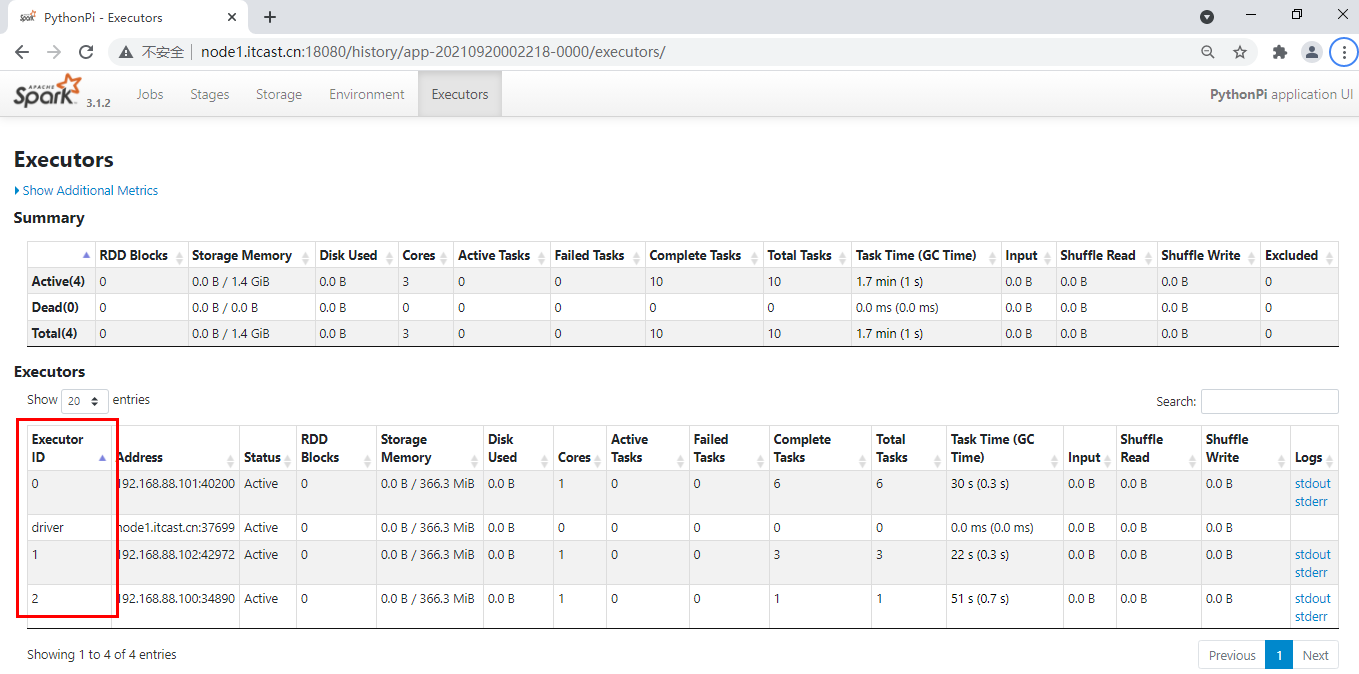 PythonPi - Executors
不安全 node1.itcast.cn:18080/history/app-20210920002218-0000/executors/
APACHE Spark 3.1.2 Jobs Stages Storage Environment Executors PythonPi application UI
Executors
Show Additional Metrics
Summary
RDD Blocks Storage Memory Disk Used Cores Active Tasks Failed Tasks Complete Tasks Total Tasks Task Time (GC Time) Input Shuffle Read Shuffle Write Excluded
Active(4) 0 0.0 B / 1.4 GiB 0.0 B 3 0 0 10 10 1.7 min (1 s) 0.0 B 0.0 B 0.0 B 0
Dead(0) 0 0.0 B / 0.0 B 0.0 B 0 0 0 0 0 0.0 ms (0.0 ms) 0.0 B 0.0 B 0.0 B 0
Total(4) 0 0.0 B / 1.4 GiB 0.0 B 3 0 0 10 10 1.7 min (1 s) 0.0 B 0.0 B 0.0 B 0
Executors
Show 20 entries Search:
Executor ID Address Status RDD Blocks Storage Memory Disk Used Cores Active Tasks Failed Tasks Complete Tasks Total Tasks Task Time (GC Time) Input Shuffle Read Shuffle Write Logs
0 192.168.88.101:40200 Active 0 0.0 B / 366.3 MiB 0.0 B 1 0 0 6 6 30 s (0.3 s) 0.0 B 0.0 B 0.0 B stdout
stderr
driver node1.itcast.cn:37699 Active 0 0.0 B / 366.3 MiB 0.0 B 0 0 0 0 0 0.0 ms (0.0 ms) 0.0 B 0.0 B 0.0 B
1 192.168.88.102:42972 Active 0 0.0 B / 366.3 MiB 0.0 B 1 0 0 3 3 22 s (0.3 s) 0.0 B 0.0 B 0.0 B stdout
stderr
2 192.168.88.100:34890 Active 0 0.0 B / 366.3 MiB 0.0 B 1 0 0 1 1 51 s (0.7 s) 0.0 B 0.0 B 0.0 B stdout
stderr
Showing 1 to 4 of 4 entries Previous 1 Next